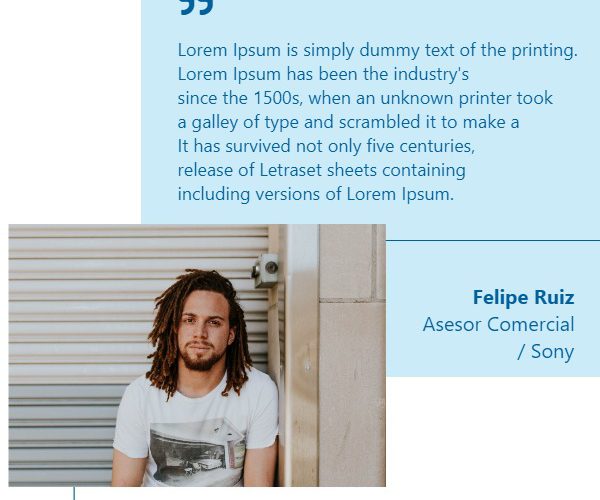 ”
Lorem Ipsum is simply dummy text of the printing.
Lorem Ipsum has been the industry's
since the 1500s, when an unknown printer took
a galley of type and scrambled it to make a
It has survived not only five centuries,
release of Letraset sheets containing
including versions of Lorem Ipsum.
Felipe Ruiz
Asesor Comercial
/ Sony